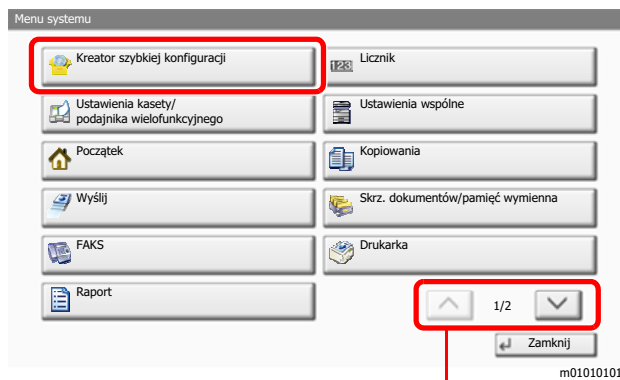 Menu systemu
Kreator szybkiej konfiguracji
123 Licznik
Ustawienia kasety/
podajnika wielofunkcyjnego
Ustawienia wspólne
Początek
Kopiowania
Wyślij
Skrz. dokumentów/pamięć wymienna
FAKS
Drukarka
Raport
1/2
Zamknij
m01010101